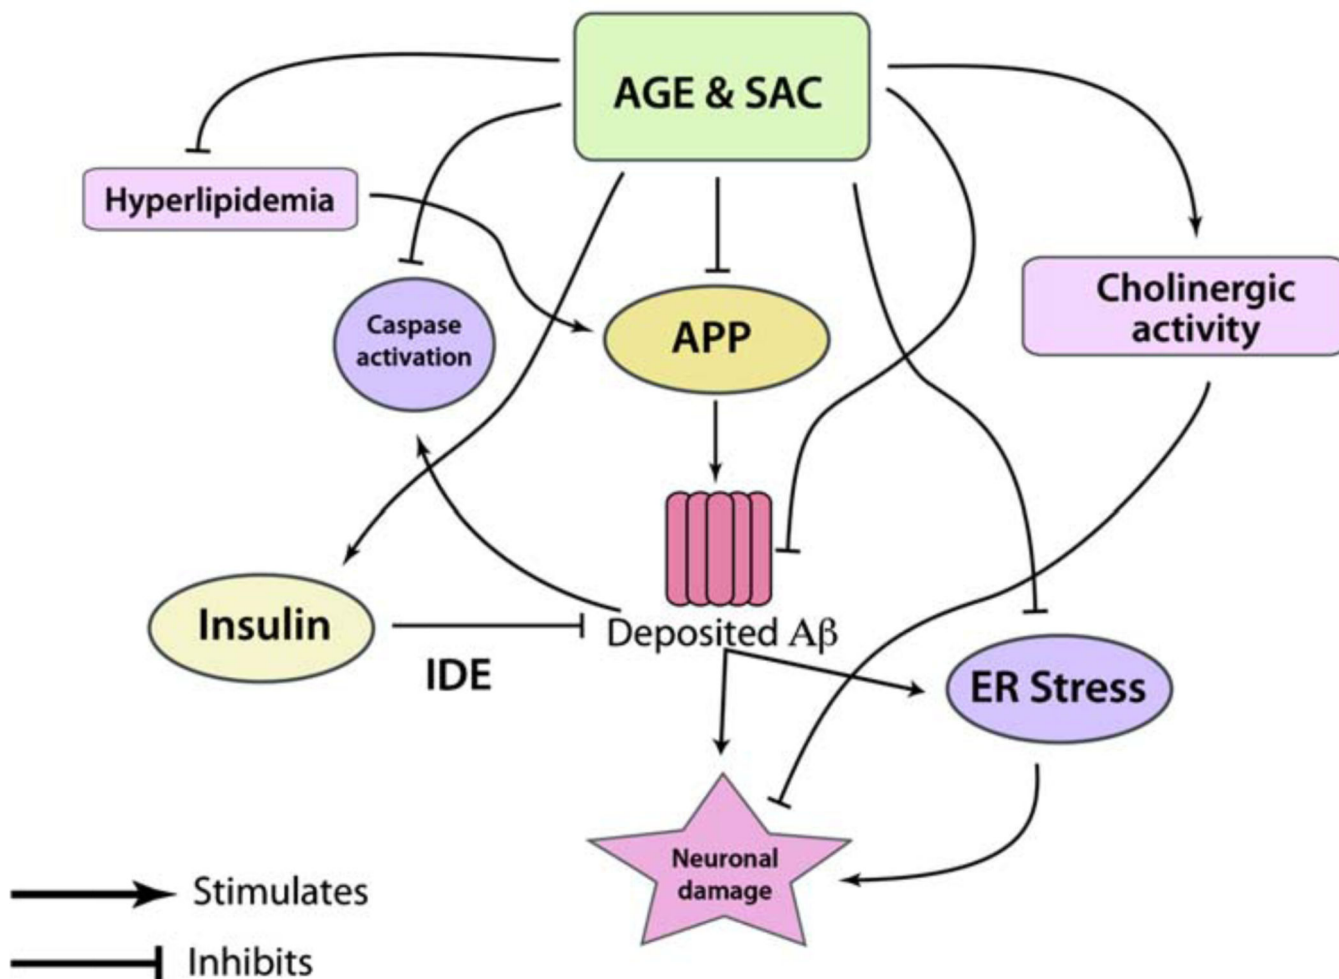 AGE & SAC
Hyperlipidemia
Caspase
activation
APP
Cholinergic
activity
Insulin
IDE
Deposited Aβ
ER Stress
Neuronal
damage
Stimulates
Inhibits